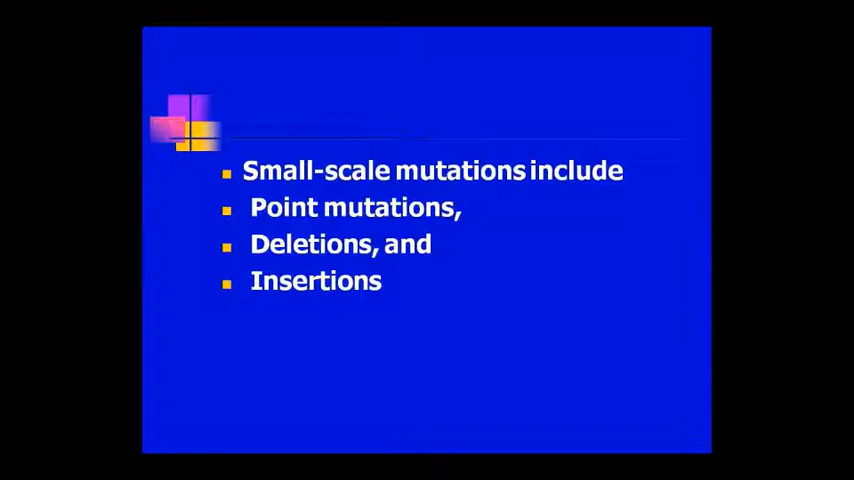 Small-scale mutations include
Point mutations,
Deletions, and
Insertions